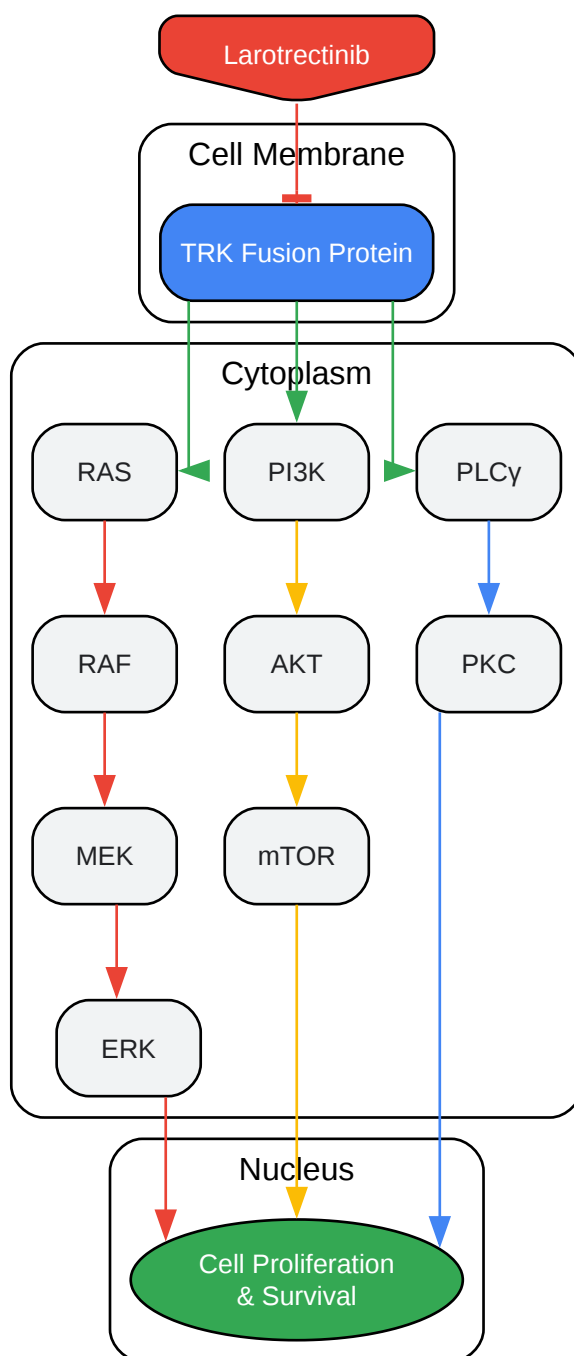 Larotrectinib
Cell Membrane
TRK Fusion Protein
Cytoplasm
RAS
PI3K
PLCγ
RAF
AKT
PKC
MEK
mTOR
ERK
Nucleus
Cell Proliferation
& Survival